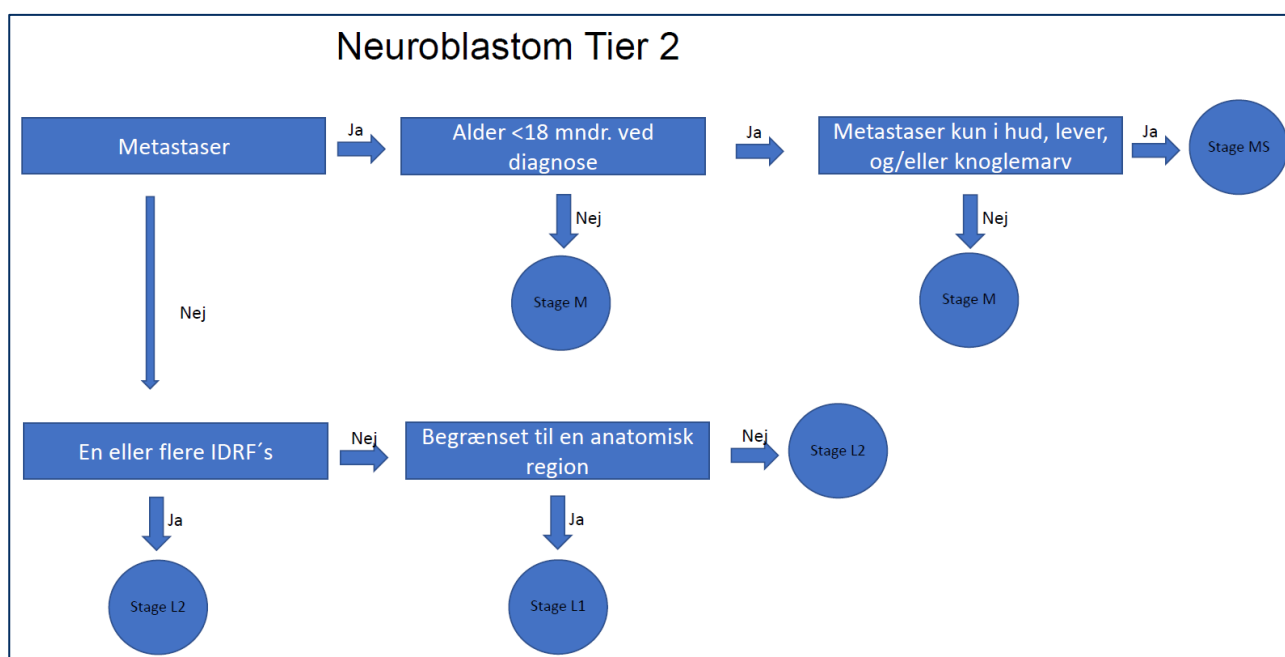 Neuroblastom Tier 2
Metastaser
Ja
Alder <18 mndr. ved
diagnose
Ja
Metastaser kun i hud, lever,
og/eller knoglemarv
Ja
Stage MS
Nej
Nej
Stage M
Stage M
Nej
En eller flere IDRF´s
Nej
Begrænset til en anatomisk
region
Nej
Stage L2
Ja
Ja
Stage L2
Stage L1